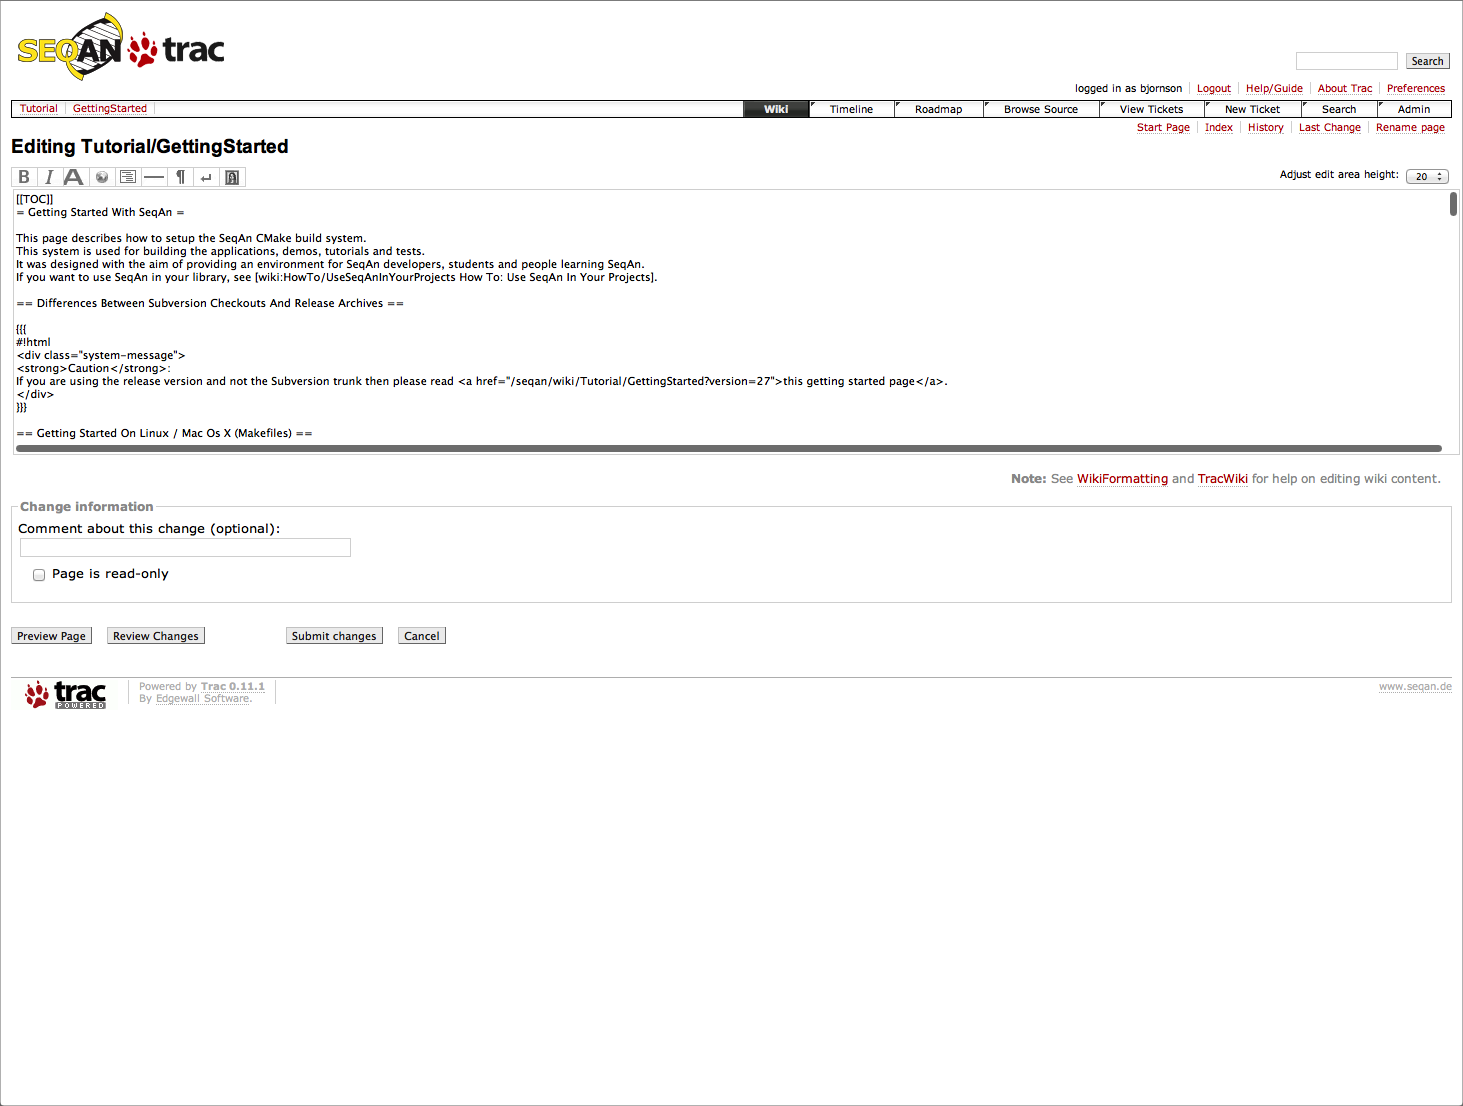 SEQAN trac
Search
logged in as bjornson Logout Help/Guide About Trac Preferences
Tutorial GettingStarted Wiki Timeline Roadmap Browse Source View Tickets New Ticket Search Admin
Start Page Index History Last Change Rename page
Editing Tutorial/GettingStarted
B I A ¶ ↵ Adjust edit area height: 20
[[TOC]]
= Getting Started With SeqAn =
This page describes how to setup the SeqAn CMake build system.
This system is used for building the applications, demos, tutorials and tests.
It was designed with the aim of providing an environment for SeqAn developers, students and people learning SeqAn.
If you want to use SeqAn in your library, see [wiki:HowTo/UseSeqAnInYourProjects How To: Use SeqAn In Your Projects].
== Differences Between Subversion Checkouts And Release Archives ==
{{{
#!html
<div class="system-message">
<strong>Caution</strong>:
If you are using the release version and not the Subversion trunk then please read <a href="/seqan/wiki/Tutorial/GettingStarted?version=27">this getting started page</a>.
</div>
}}}
== Getting Started On Linux / Mac Os X (Makefiles) ==
Note: See WikiFormatting and TracWiki for help on editing wiki content.
Change information
Comment about this change (optional):
Page is read-only
Preview Page Review Changes Submit changes Cancel
trac POWERED
Powered by Trac 0.11.1
By Edgewall Software.
www.seqan.de